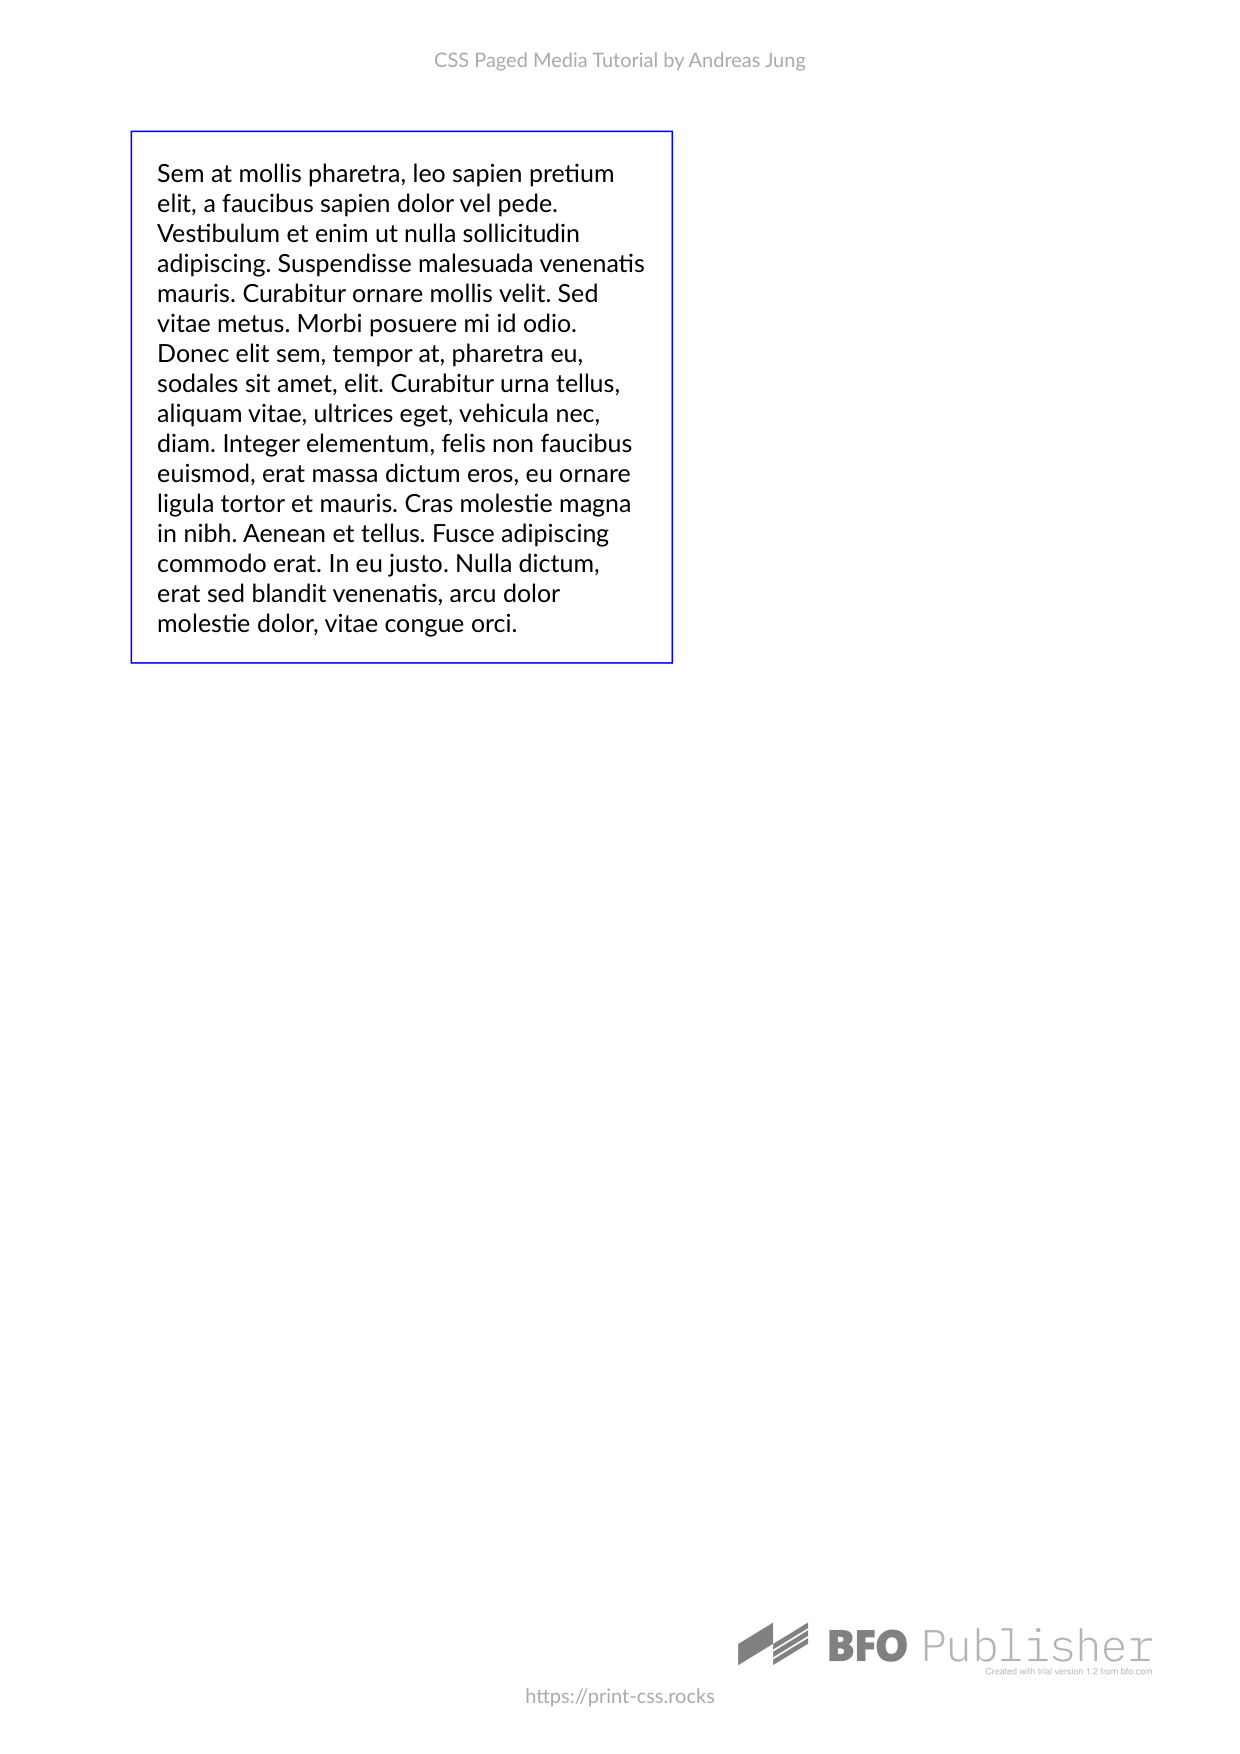 CSS Paged Media Tutorial by Andreas Jung
Sem at mollis pharetra, leo sapien pretium
elit, a faucibus sapien dolor vel pede.
Vestibulum et enim ut nulla sollicitudin
adipiscing. Suspendisse malesuada venenatis
mauris. Curabitur ornare mollis velit. Sed
vitae metus. Morbi posuere mi id odio.
Donec elit sem, tempor at, pharetra eu,
sodales sit amet, elit. Curabitur urna tellus,
aliquam vitae, ultrices eget, vehicula nec,
diam. Integer elementum, felis non faucibus
euismod, erat massa dictum eros, eu ornare
ligula tortor et mauris. Cras molestie magna
in nibh. Aenean et tellus. Fusce adipiscing
commodo erat. In eu justo. Nulla dictum,
erat sed blandit venenatis, arcu dolor
molestie dolor, vitae congue orci.
BFO Publisher
Created with trial version 1.2 from bfo.com
https://print-css.rocks